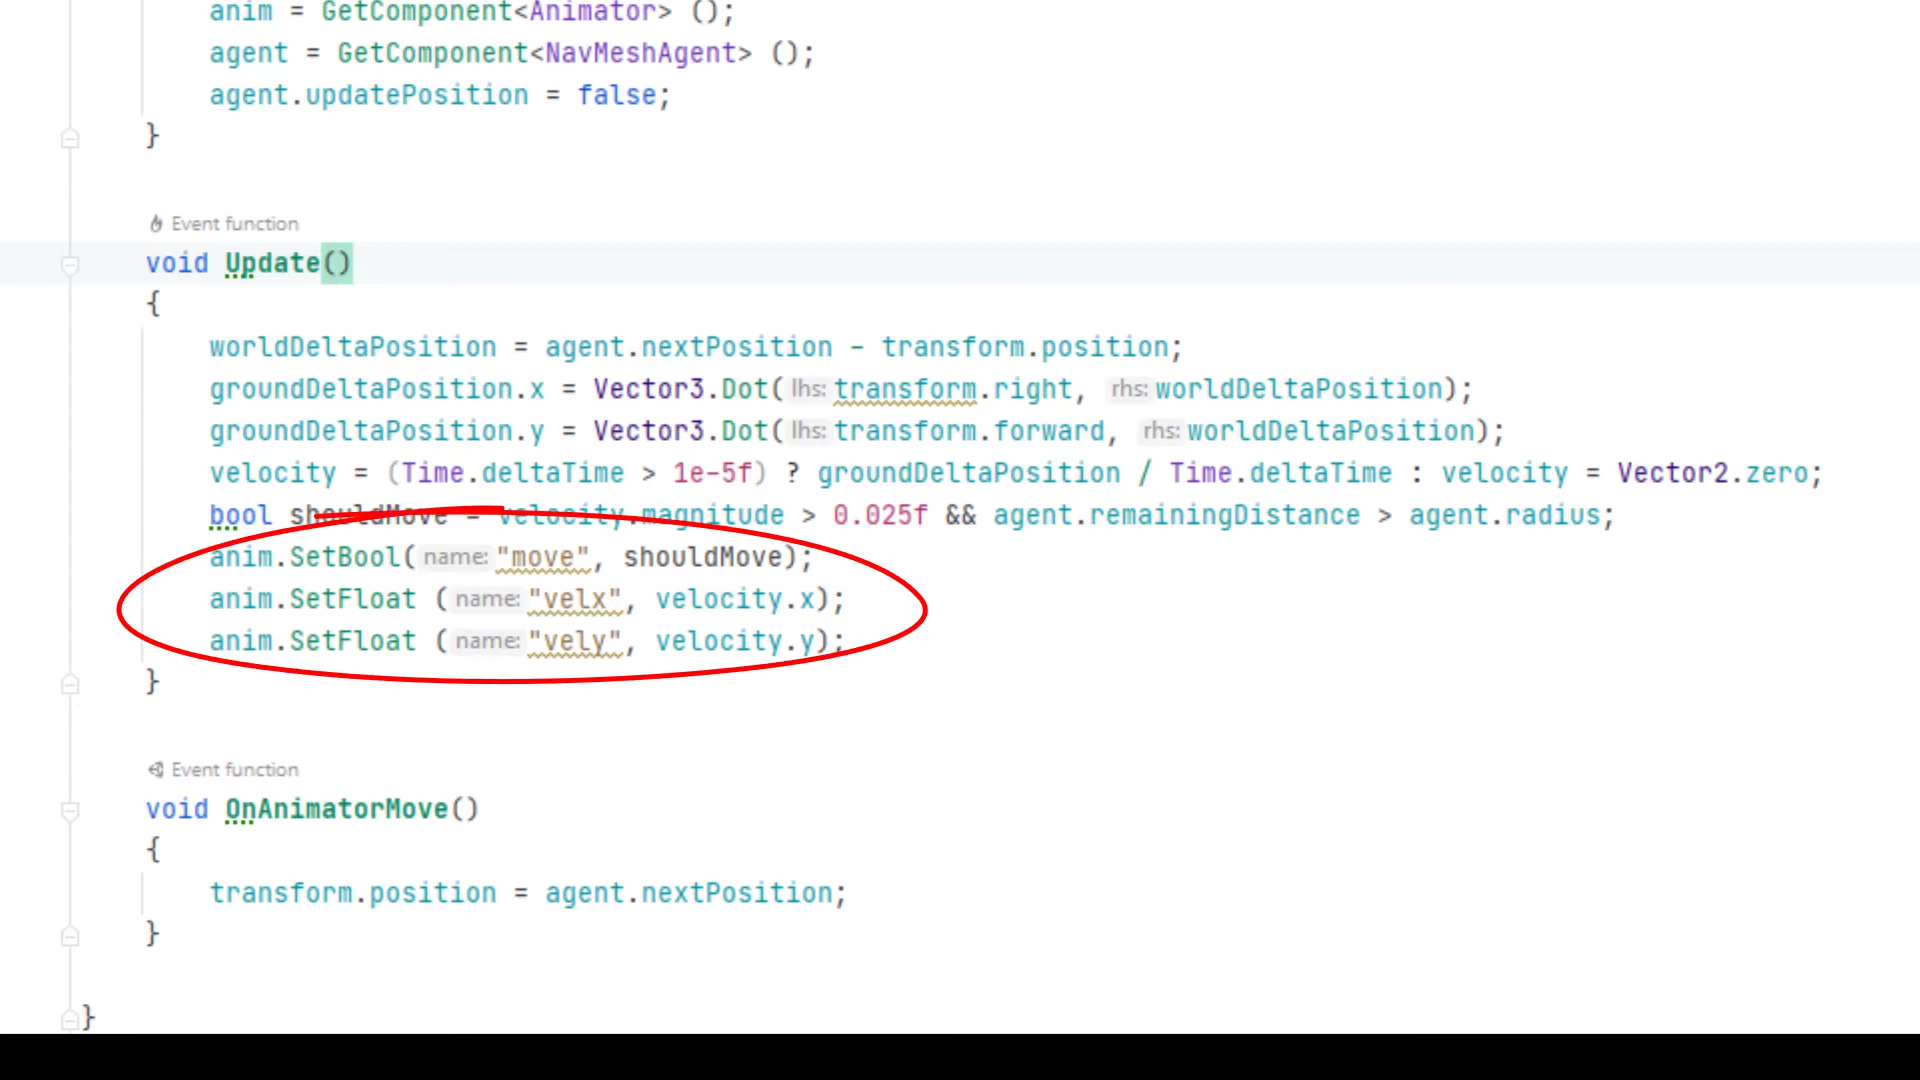 anim = GetComponent<Animator> ();
agent = GetComponent<NavMeshAgent> ();
agent.updatePosition = false;
}
Event function
void Update()
{
worldDeltaPosition = agent.nextPosition - transform.position;
groundDeltaPosition.x = Vector3.Dot( lhs: transform.right, rhs: worldDeltaPosition);
groundDeltaPosition.y = Vector3.Dot( lhs: transform.forward, rhs: worldDeltaPosition);
velocity = (Time.deltaTime > 1e-5f) ? groundDeltaPosition / Time.deltaTime : velocity = Vector2.zero;
bool shouldMove = velocity.magnitude > 0.025f && agent.remainingDistance > agent.radius;
anim.SetBool( name: "move", shouldMove);
anim.SetFloat ( name: "velx", velocity.x);
anim.SetFloat ( name: "vely", velocity.y);
}
Event function
void OnAnimatorMove()
{
transform.position = agent.nextPosition;
}
}